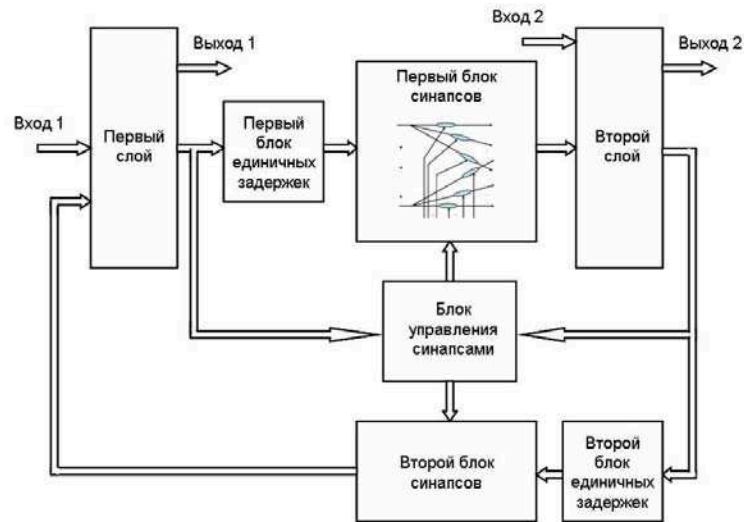 Вход 1
Первый
слой
Выход 1
Первый
блок
единичных
задержек
Первый блок
синапсов
Вход 2
Второй
слой
Выход 2
Блок
управления
синапсами
Второй блок
синапсов
Второй
блок
единичных
задержек